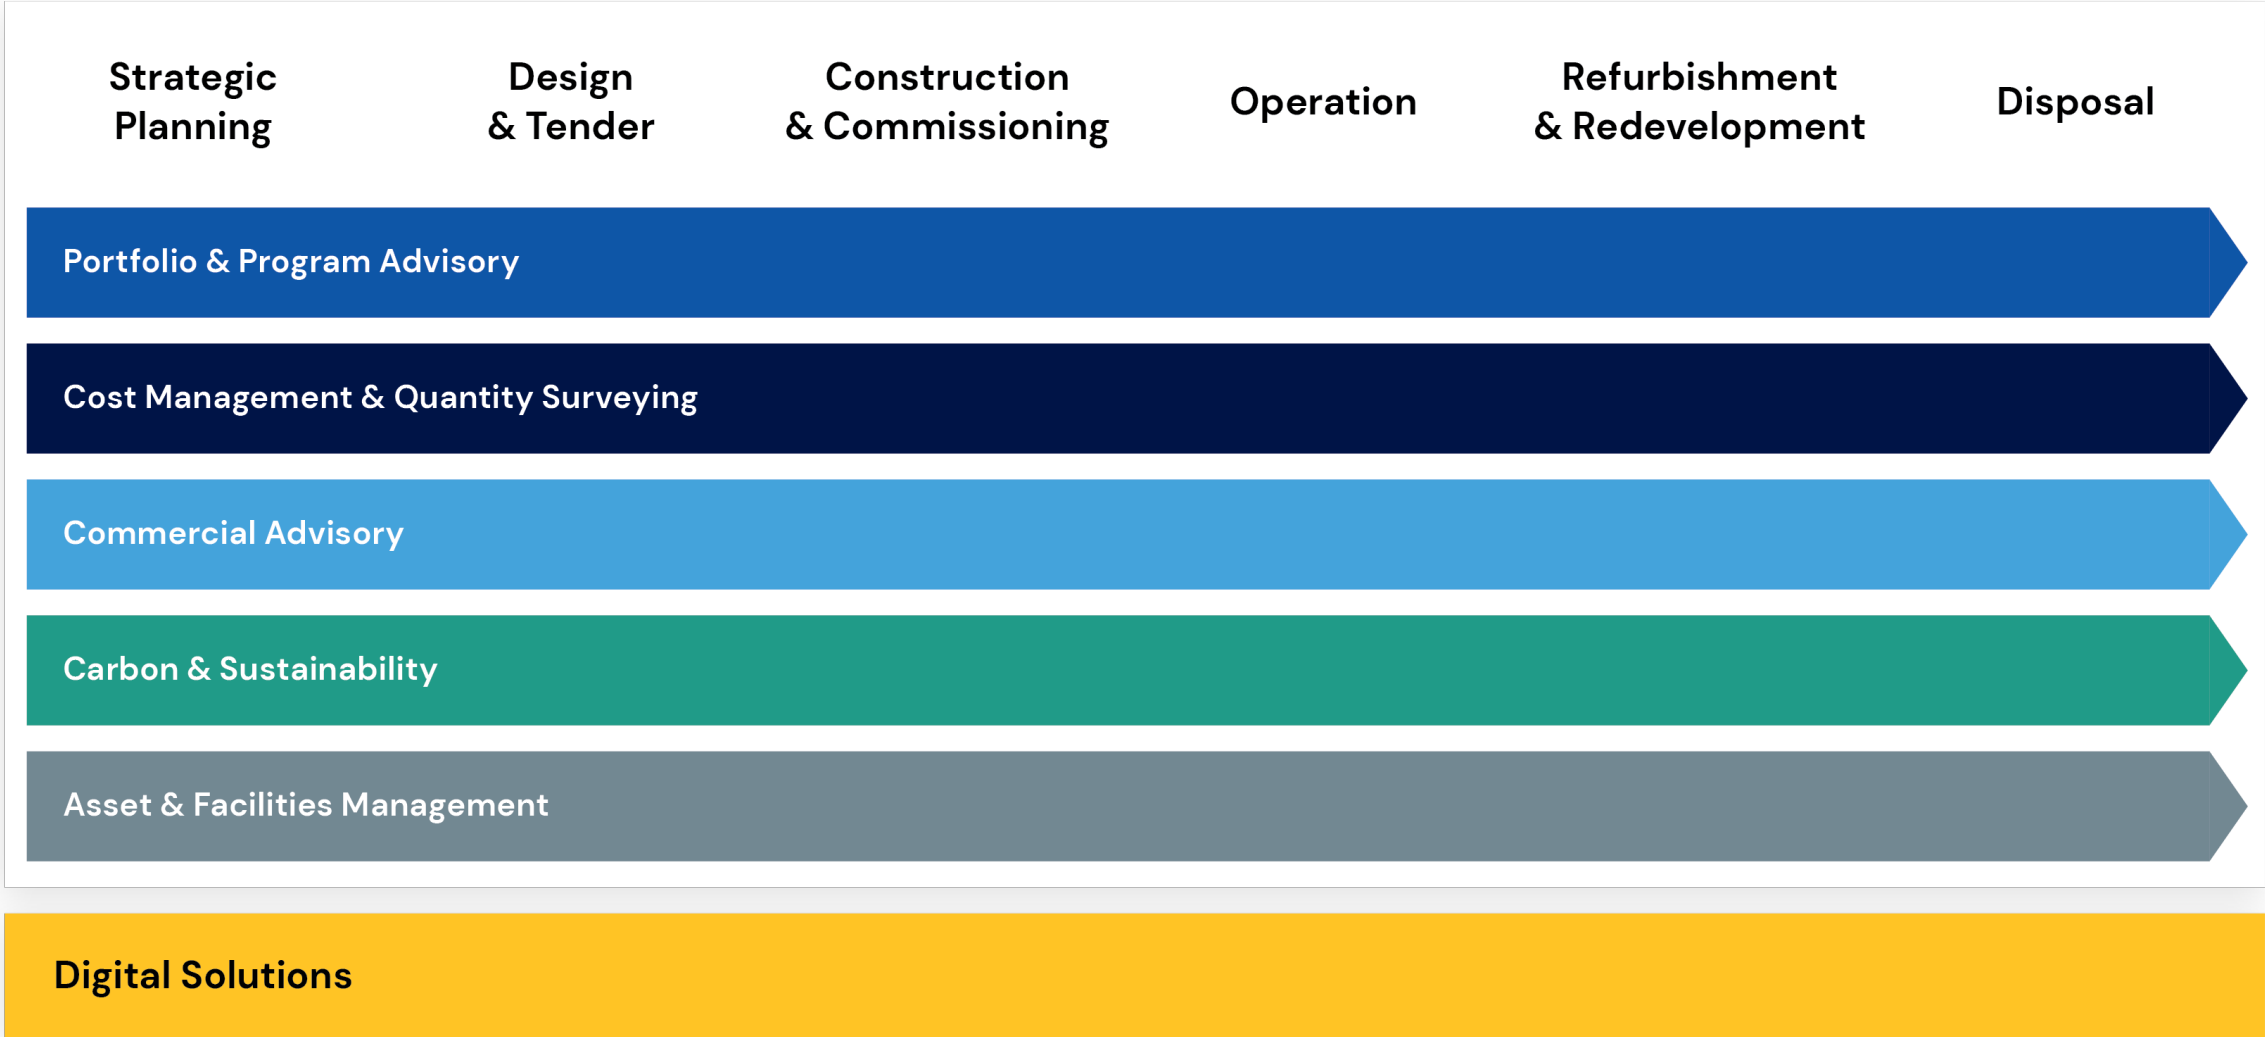 Strategic
Planning
Design
& Tender
Construction
& Commissioning
Operation
Refurbishment
& Redevelopment
Disposal
Portfolio & Program Advisory
Cost Management & Quantity Surveying
Commercial Advisory
Carbon & Sustainability
Asset & Facilities Management
Digital Solutions